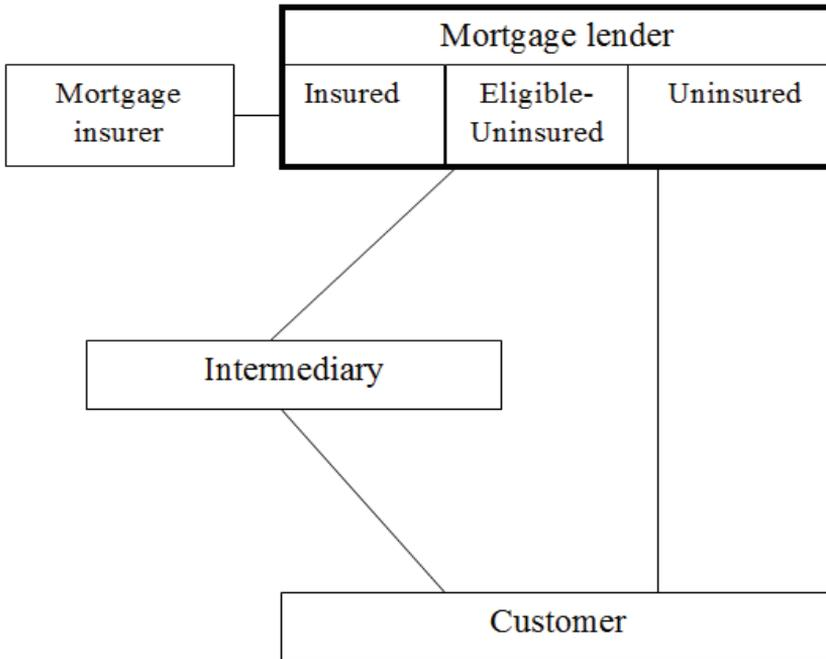 Mortgage lender
Mortgage
insurer
Insured
Eligible-
Uninsured
Uninsured
Intermediary
Customer